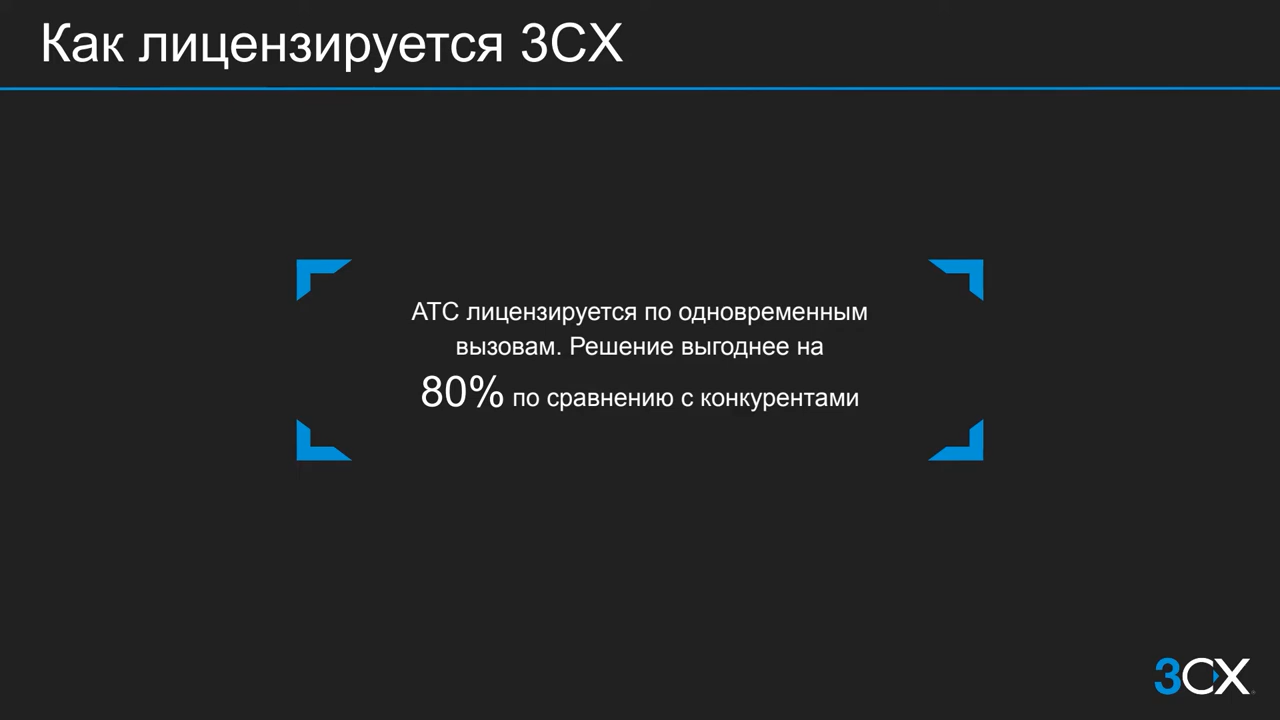 Как лицензируется 3CX
АТС лицензируется по одновременным
вызовам. Решение выгоднее на
80% по сравнению с конкурентами
3CX